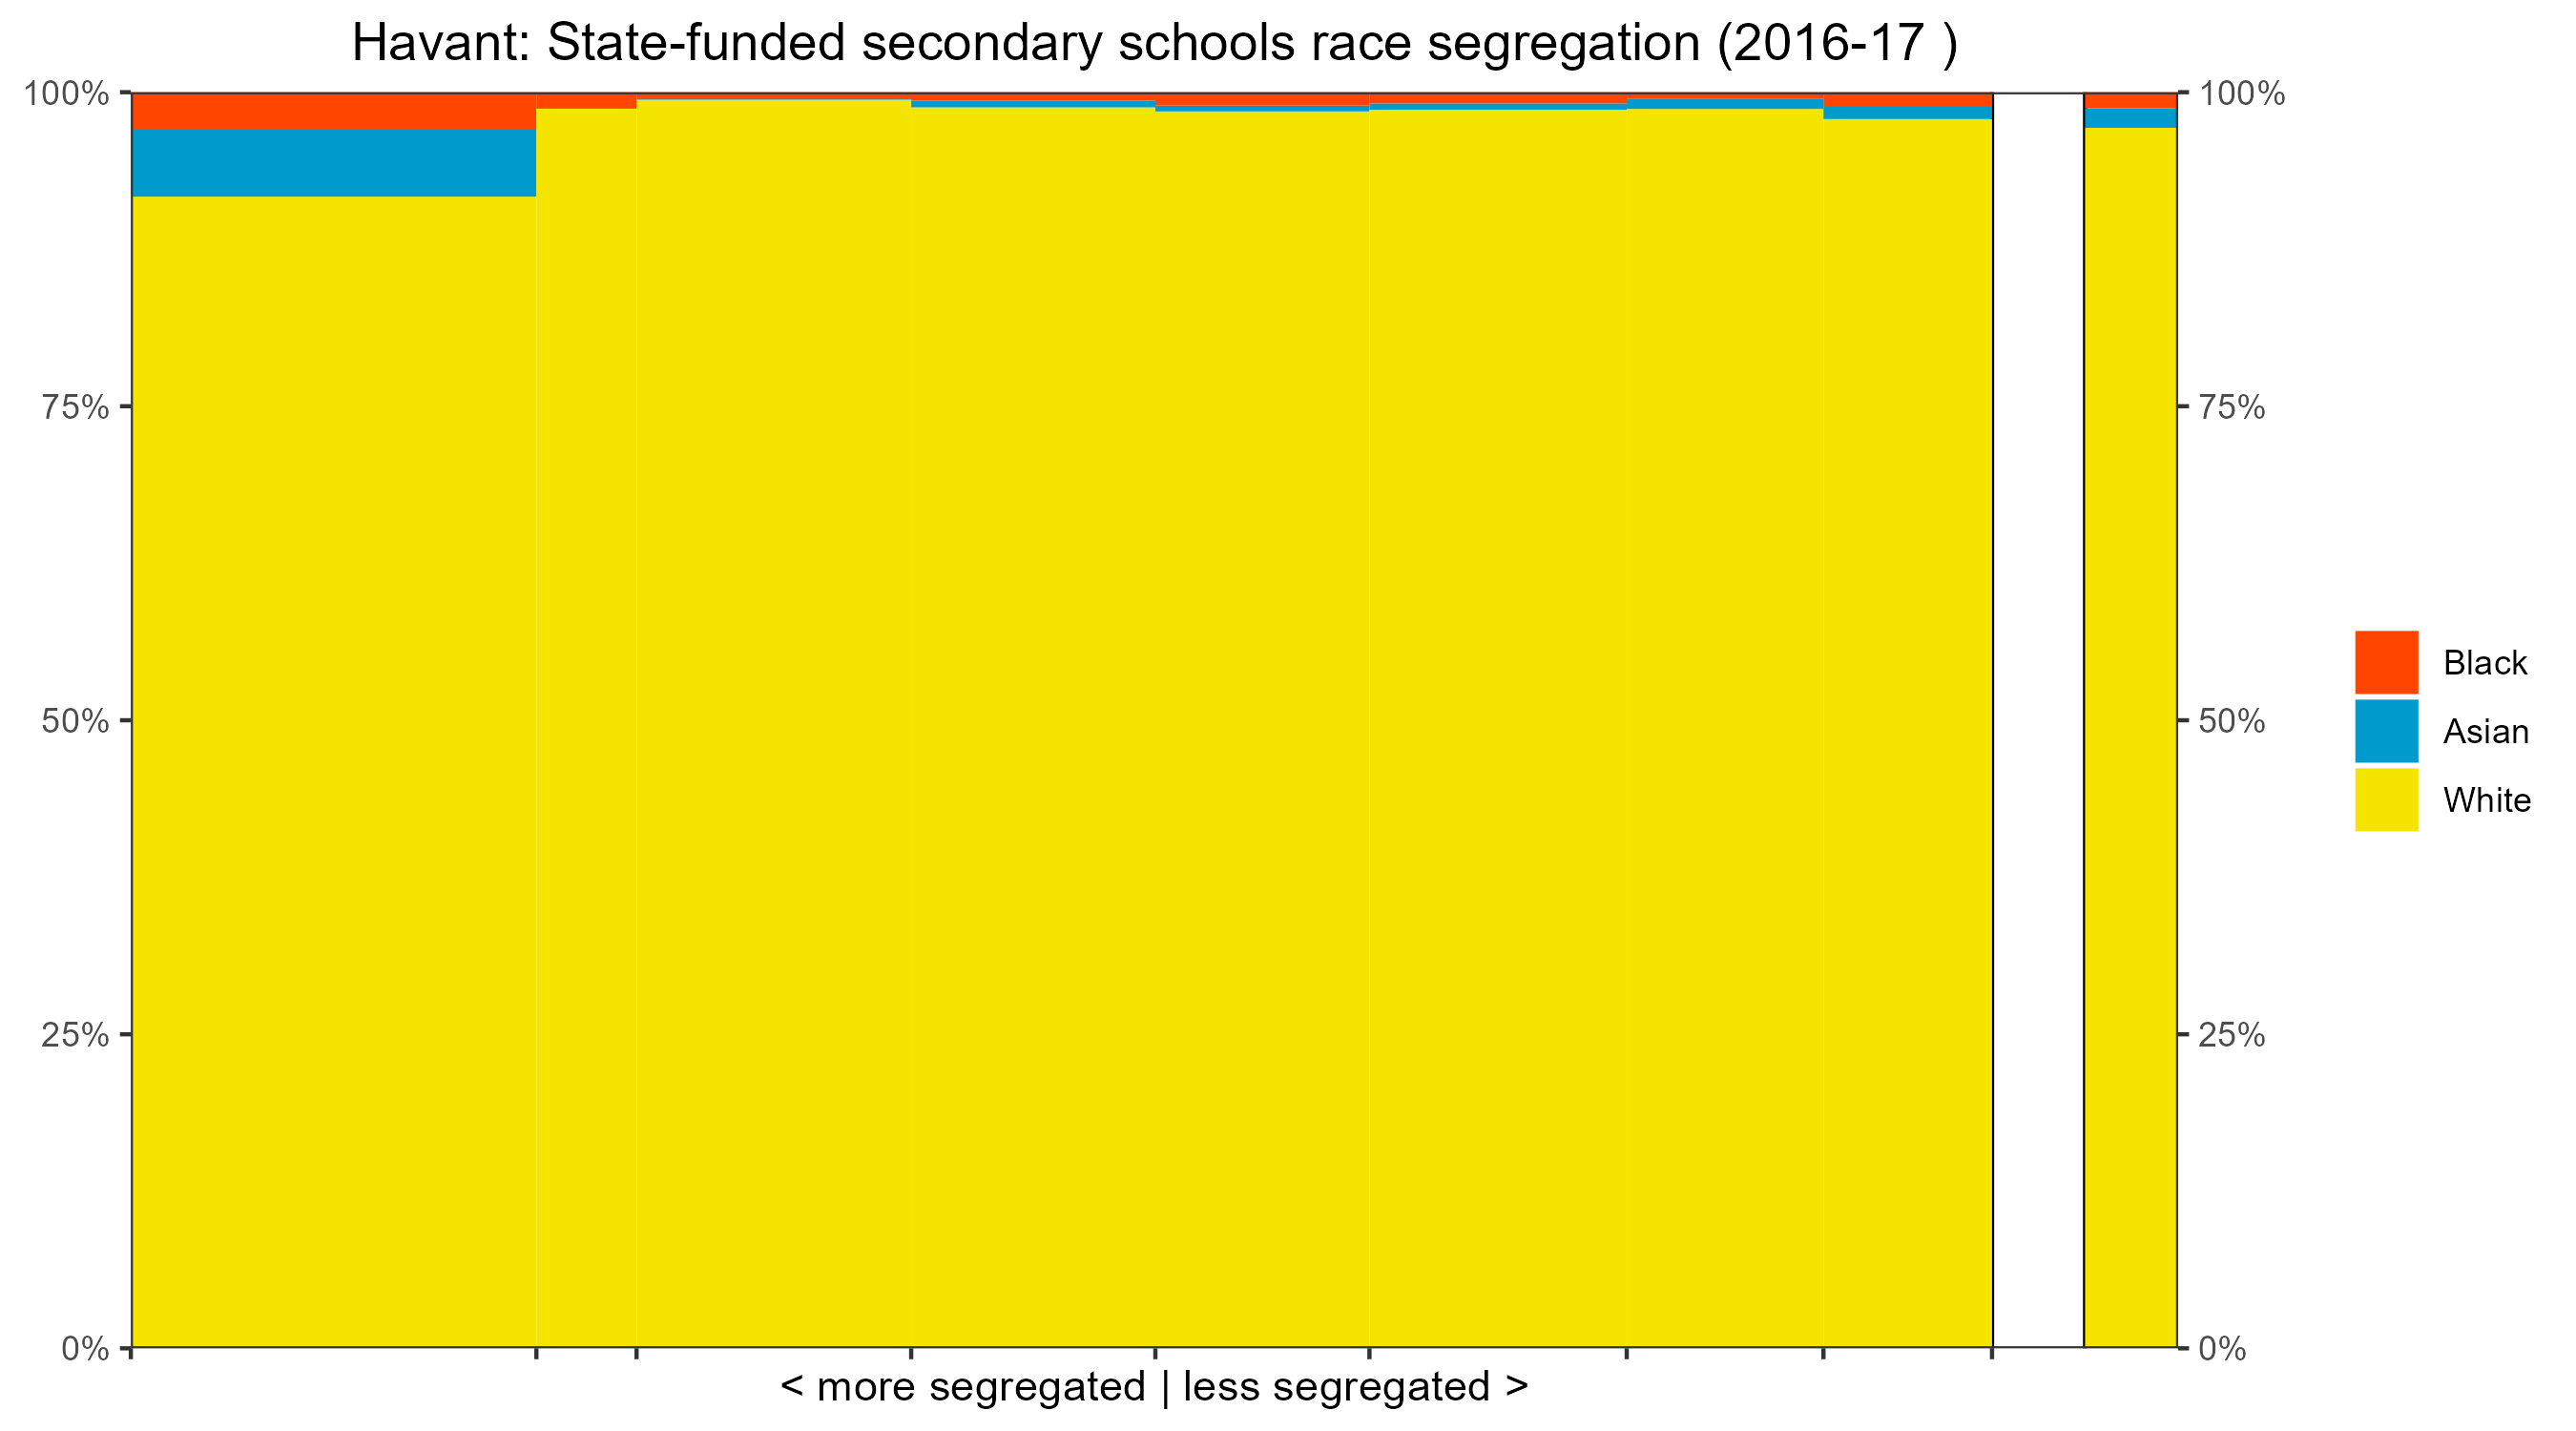 Havant: State-funded secondary schools race segregation (2016-17 )
100%
75%
50%
25%
0%
100%
75%
50%
25%
0%
< more segregated | less segregated >
Black
Asian
White